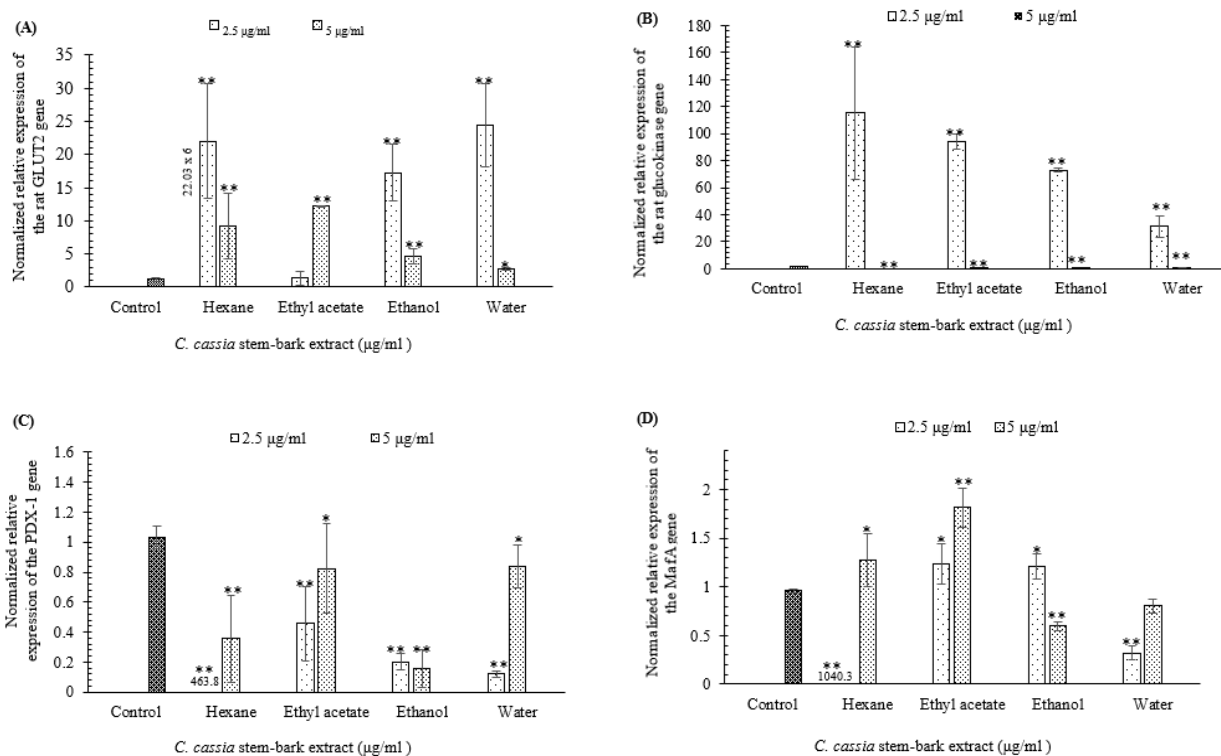 (A)
2.5 µg/ml 5 µg/ml
Normalized relative expression of
the rat GLUT2 gene
35
30
25
20
15
10
5
0
** ** ** ** ** ** *
22.03 x 6
Control Hexane Ethyl acetate Ethanol Water
C. cassia stem-bark extract (µg/ml )
(B)
2.5 µg/ml 5 µg/ml
Normalized relative expression of
the rat glucokinase gene
180
160
140
120
100
80
60
40
20
0
** ** ** ** ** ** ** **
Control Hexane Ethyl acetate Ethanol Water
C. cassia stem-bark extract (µg/ml )
(C)
2.5 µg/ml 5 µg/ml
Normalized relative
expression of the PDX-1 gene
1.6
1.4
1.2
1
0.8
0.6
0.4
0.2
0
** ** ** * ** ** ** *
463.8
Control Hexane Ethyl acetate Ethanol Water
C. cassia stem-bark extract (µg/ml )
(D)
2.5 µg/ml 5 µg/ml
Normalized relative expression of
the MafA gene
2
1.5
1
0.5
0
** * * ** * ** **
1040.3
Control Hexane Ethyl acetate Ethanol Water
C. cassia stem-bark extract (µg/ml )